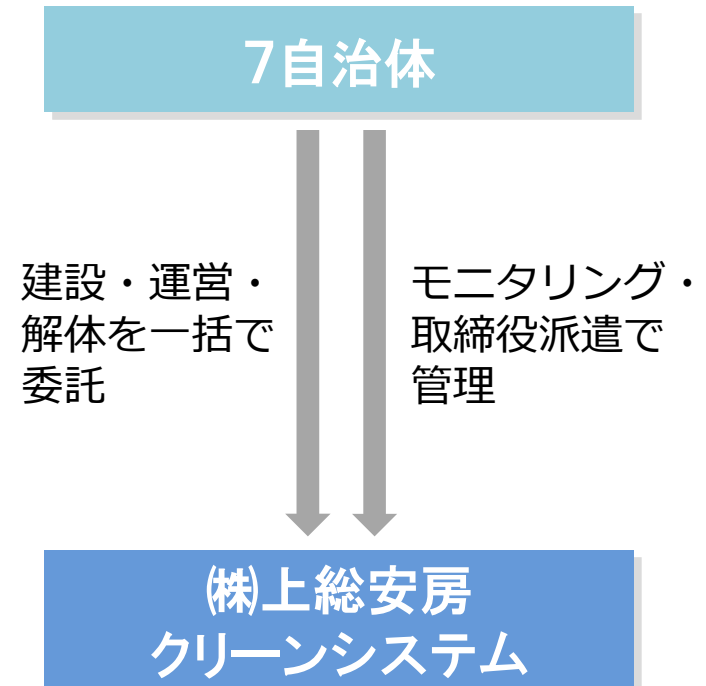 7自治体
建設・運営・
解体を一括で
委託
モニタリング・
取締役派遣で
管理
㈱上総安房
クリーンシステム